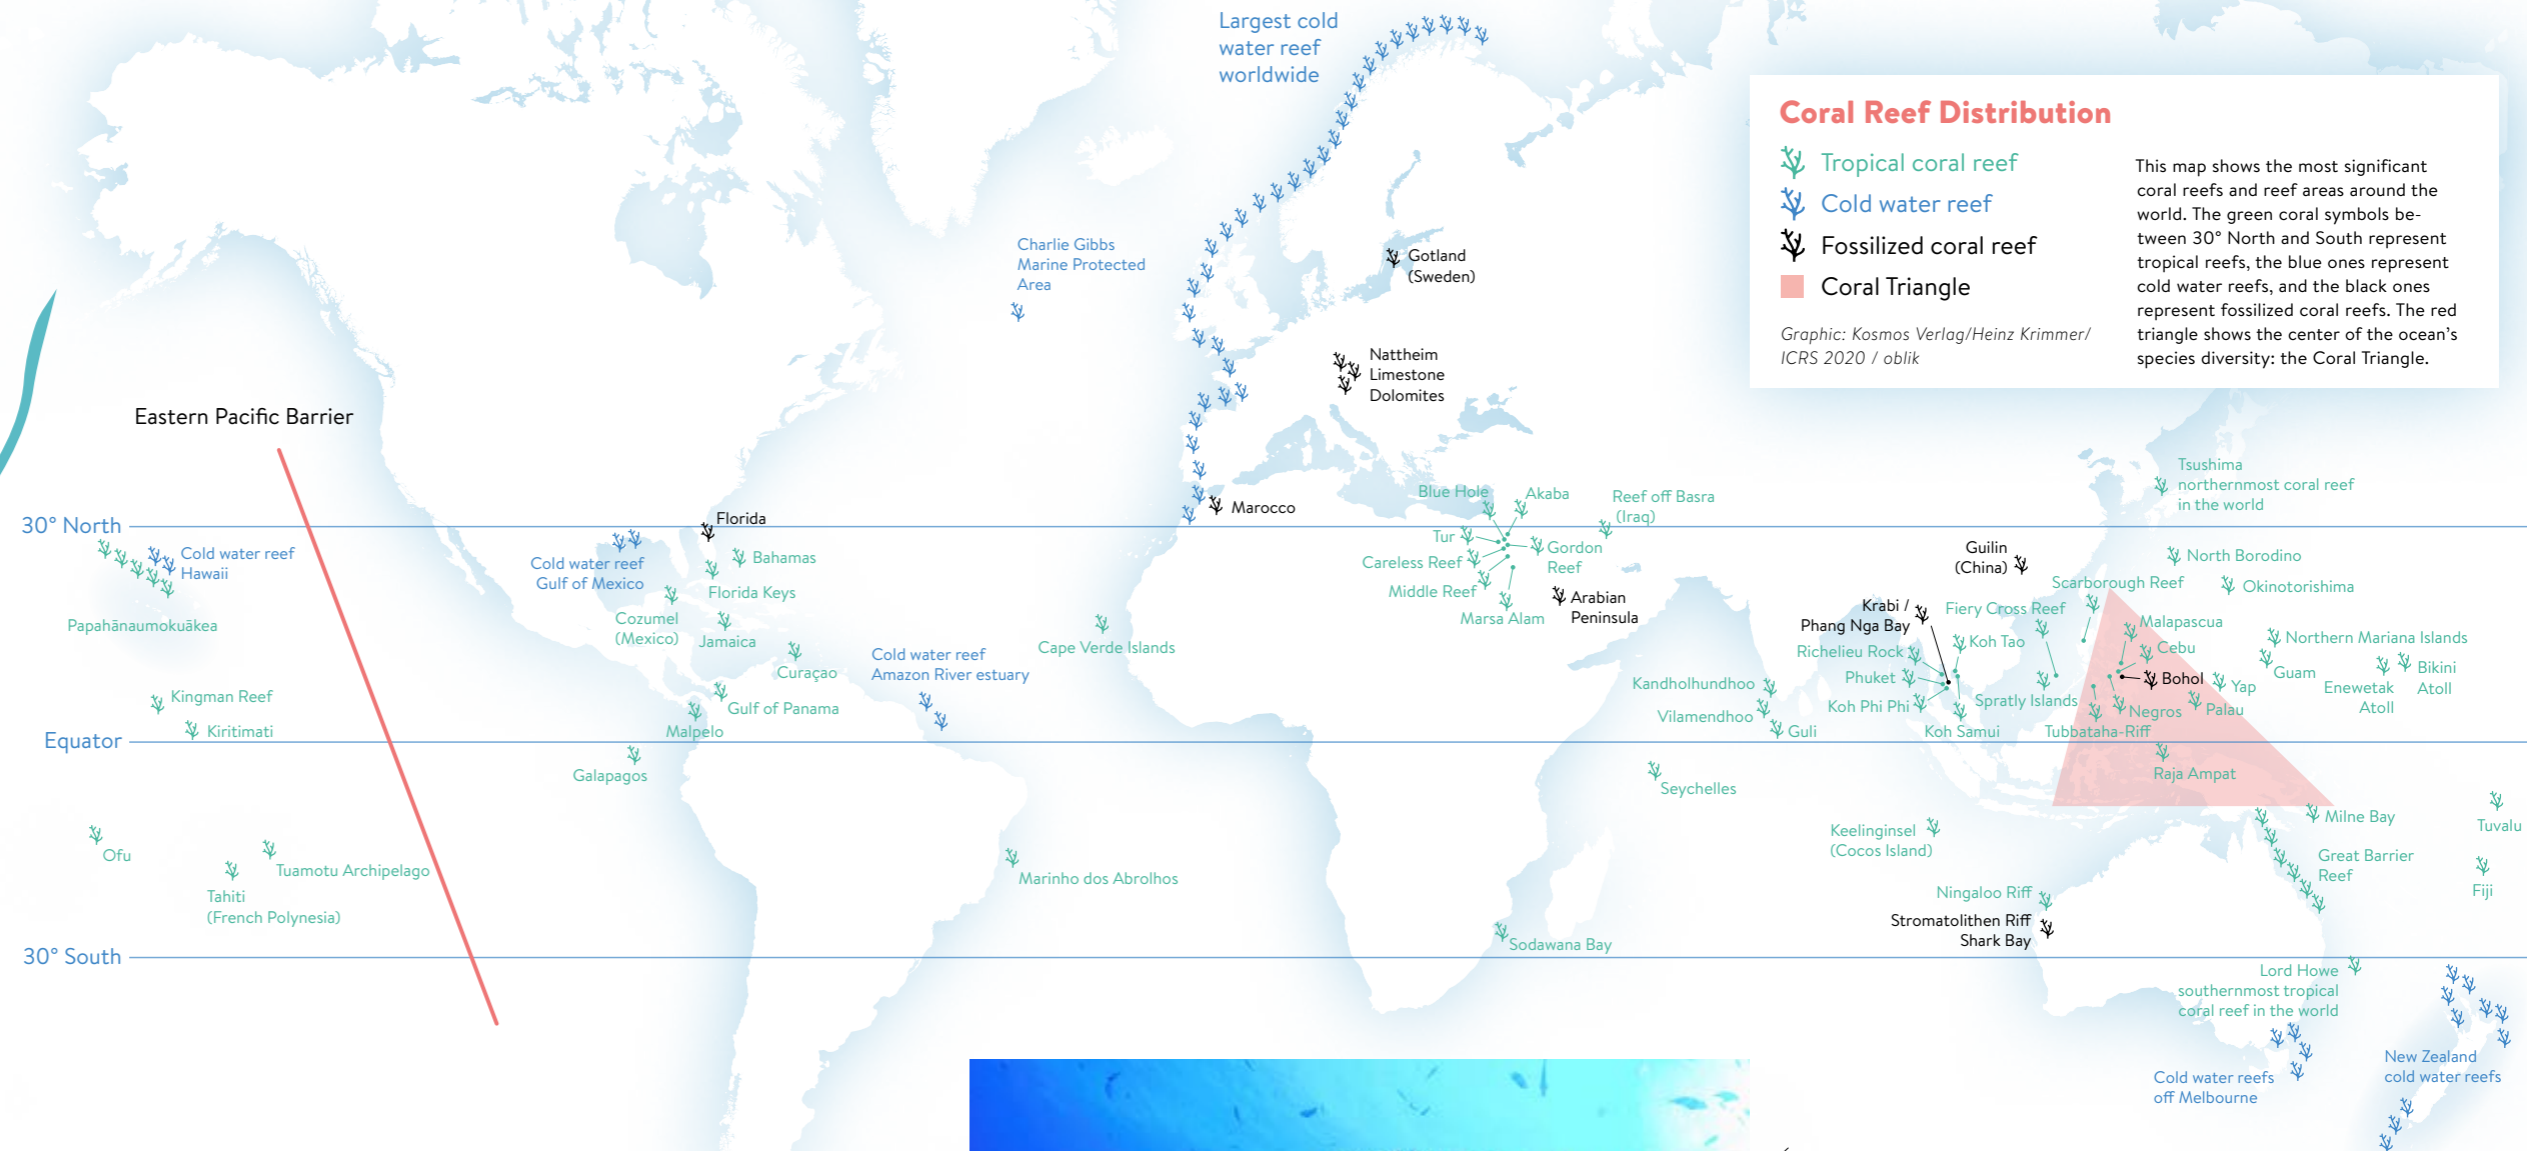 Largest cold
water reef
worldwide
Coral Reef Distribution
Tropical coral reef
Cold water reef
Fossilized coral reef
Coral Triangle
Graphic: Kosmos Verlag/Heinz Krimmer/
ICRS 2020 / oblik
This map shows the most significant
coral reefs and reef areas around the
world. The green coral symbols be-
tween 30° North and South represent
tropical reefs, the blue ones represent
cold water reefs, and the black ones
represent fossilized coral reefs. The red
triangle shows the center of the ocean's
species diversity: the Coral Triangle.
Charlie Gibbs
Marine Protected
Area
Gotland
(Sweden)
Nattheim
Limestone
Dolomites
Eastern Pacific Barrier
Tsushima
northernmost coral reef
in the world
Blue Hole
Akaba
Reef off Basra
(Iraq)
Marocco
30° North
Florida
Cold water reef
Hawaii
Cold water reef
Gulf of Mexico
Bahamas
Florida Keys
Tur
Careless Reef
Middle Reef
Gordon
Reef
Marsa Alam
Arabian
Peninsula
Guilin
(China)
North Borodino
Scarborough Reef
Okinotorishima
Papahānaumokuākea
Cozumel
(Mexico)
Jamaica
Curaçao
Cold water reef
Amazon River estuary
Cape Verde Islands
Krabi /
Phang Nga Bay
Fiery Cross Reef
Malapascua
Northern Mariana Islands
Richelieu Rock
Koh Tao
Cebu
Phuket
Bohol
Guam
Bikini
Atoll
Enewetak
Atoll
Yap
Kandholhundhoo
Vilamendhoo
Guli
Koh Phi Phi
Spratly Islands
Negros
Palau
Koh Samui
Tubbataha-Riff
Kingman Reef
Kiritimati
Gulf of Panama
Malpelo
Equator
Galapagos
Seychelles
Raja Ampat
Ofu
Tuamotu Archipelago
Tahiti
(French Polynesia)
Marinho dos Abrolhos
Keelinginsel
(Cocos Island)
Milne Bay
Tuvalu
Great Barrier
Reef
Fiji
Ningaloo Riff
Stromatolithen Riff
Shark Bay
Sodawana Bay
30° South
Lord Howe
southernmost tropical
coral reef in the world
Cold water reefs
off Melbourne
New Zealand
cold water reefs